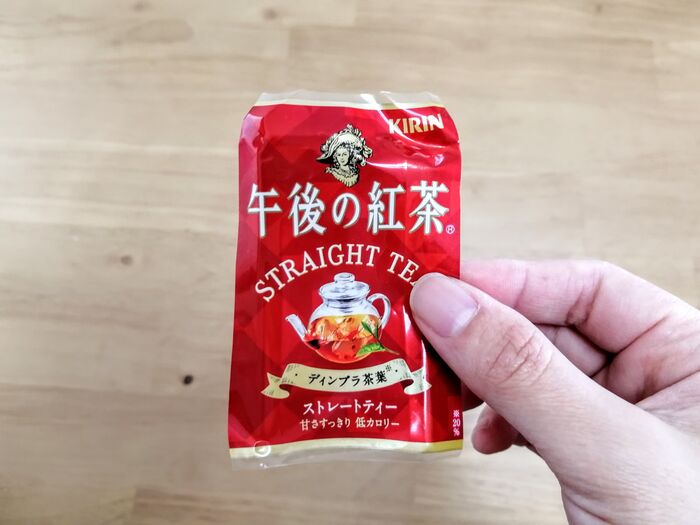 KIRIN
午後の紅茶®
STRAIGHT TEA
ディンブラ茶葉※
ストレートティー
甘さすっきり 低カロリー
※20%